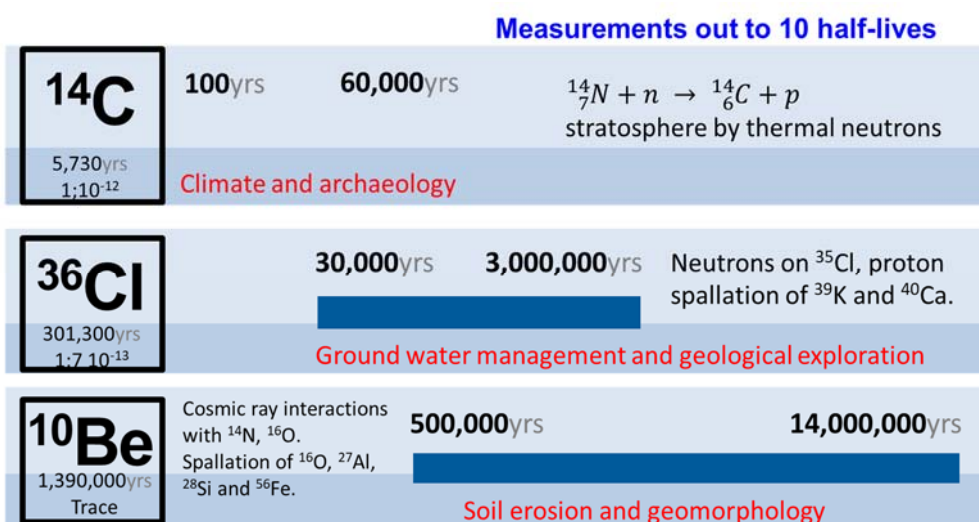 Measurements out to 10 half-lives
¹⁴C
5,730yrs
1;10⁻¹²
100yrs 60,000yrs
¹⁴₇N + n → ¹⁴₆C + p
stratosphere by thermal neutrons
Climate and archaeology
³⁶Cl
301,300yrs
1:7 10⁻¹³
30,000yrs 3,000,000yrs
Neutrons on ³⁵Cl, proton
spallation of ³⁹K and ⁴⁰Ca.
Ground water management and geological exploration
¹⁰Be
1,390,000yrs
Trace
Cosmic ray interactions
with ¹⁴N, ¹⁶O.
Spallation of ¹⁶O, ²⁷Al,
²⁸Si and ⁵⁶Fe.
500,000yrs 14,000,000yrs
Soil erosion and geomorphology